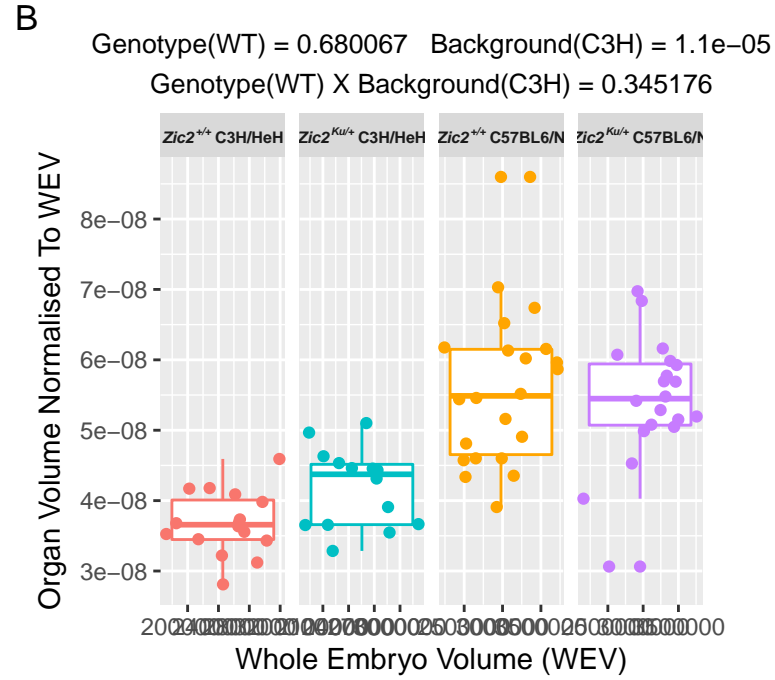 B
Genotype(WT) = 0.680067 Background(C3H) = 1.1e−05
Genotype(WT) X Background(C3H) = 0.345176
Zic2+/+ C3H/HeH Zic2Ku/+ C3H/HeH Zic2+/+ C57BL6/N Zic2Ku/+ C57BL6/N
Organ Volume Normalised To WEV
8e−08
7e−08
6e−08
5e−08
4e−08
3e−08
Whole Embryo Volume (WEV)